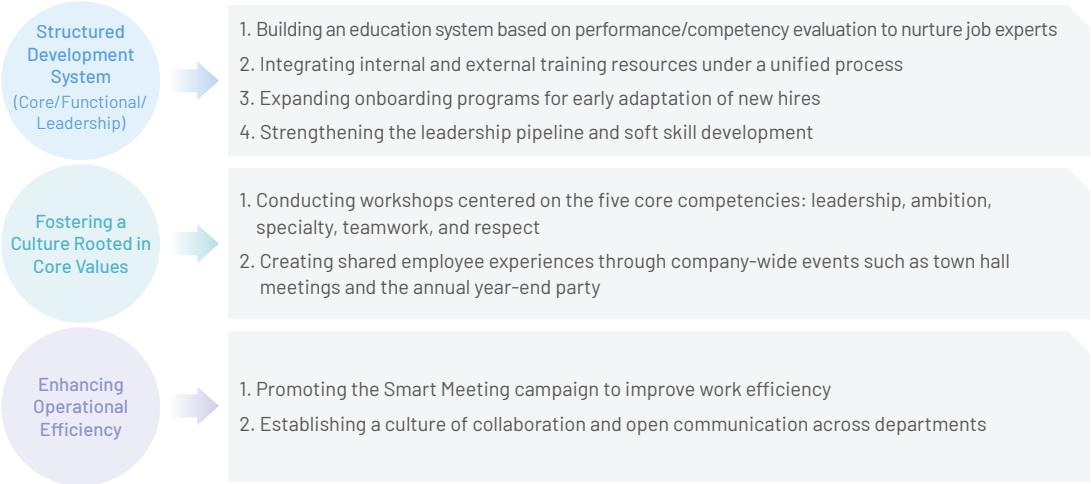 Structured
Development
System
(Core/Functional/
Leadership)
1. Building an education system based on performance/competency evaluation to nurture job experts
2. Integrating internal and external training resources under a unified process
3. Expanding onboarding programs for early adaptation of new hires
4. Strengthening the leadership pipeline and soft skill development
Fostering a
Culture Rooted in
Core Values
1. Conducting workshops centered on the five core competencies: leadership, ambition,
specialty, teamwork, and respect
2. Creating shared employee experiences through company-wide events such as town hall
meetings and the annual year-end party
Enhancing
Operational
Efficiency
1. Promoting the Smart Meeting campaign to improve work efficiency
2. Establishing a culture of collaboration and open communication across departments